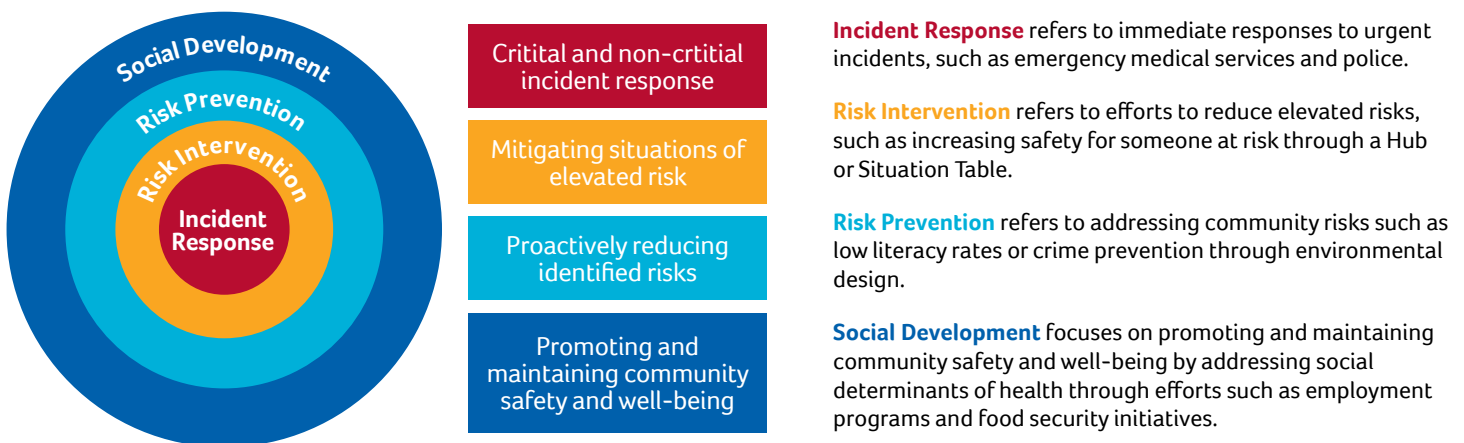 Social Development
Risk Prevention
Risk Intervention
Incident
Response
Critital and non-crtitial
incident response
Mitigating situations of
elevated risk
Proactively reducing
identified risks
Promoting and
maintaining community
safety and well-being
Incident Response refers to immediate responses to urgent
incidents, such as emergency medical services and police.
Risk Intervention refers to efforts to reduce elevated risks,
such as increasing safety for someone at risk through a Hub
or Situation Table.
Risk Prevention refers to addressing community risks such as
low literacy rates or crime prevention through environmental
design.
Social Development focuses on promoting and maintaining
community safety and well-being by addressing social
determinants of health through efforts such as employment
programs and food security initiatives.